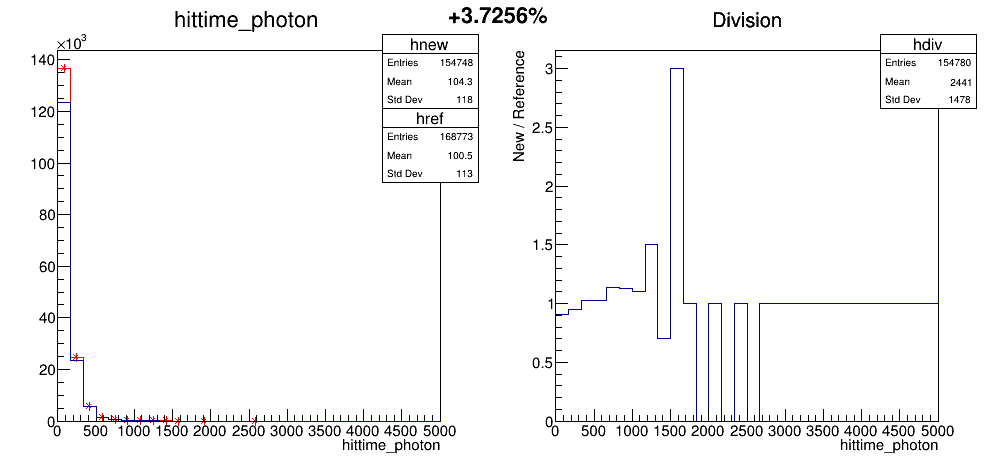 +3.7256%
hittime_photon
×10³
hnew
Entries 154748
Mean 104.3
Std Dev 118
href
Entries 168773
Mean 100.5
Std Dev 113
140
120
100
80
60
40
20
0
0 500 1000 1500 2000 2500 3000 3500 4000 4500 5000
hittime_photon
Division
hdiv
Entries 154780
Mean 2441
Std Dev 1478
New / Reference
3
2.5
2
1.5
1
0.5
0
0 500 1000 1500 2000 2500 3000 3500 4000 4500 5000
hittime_photon